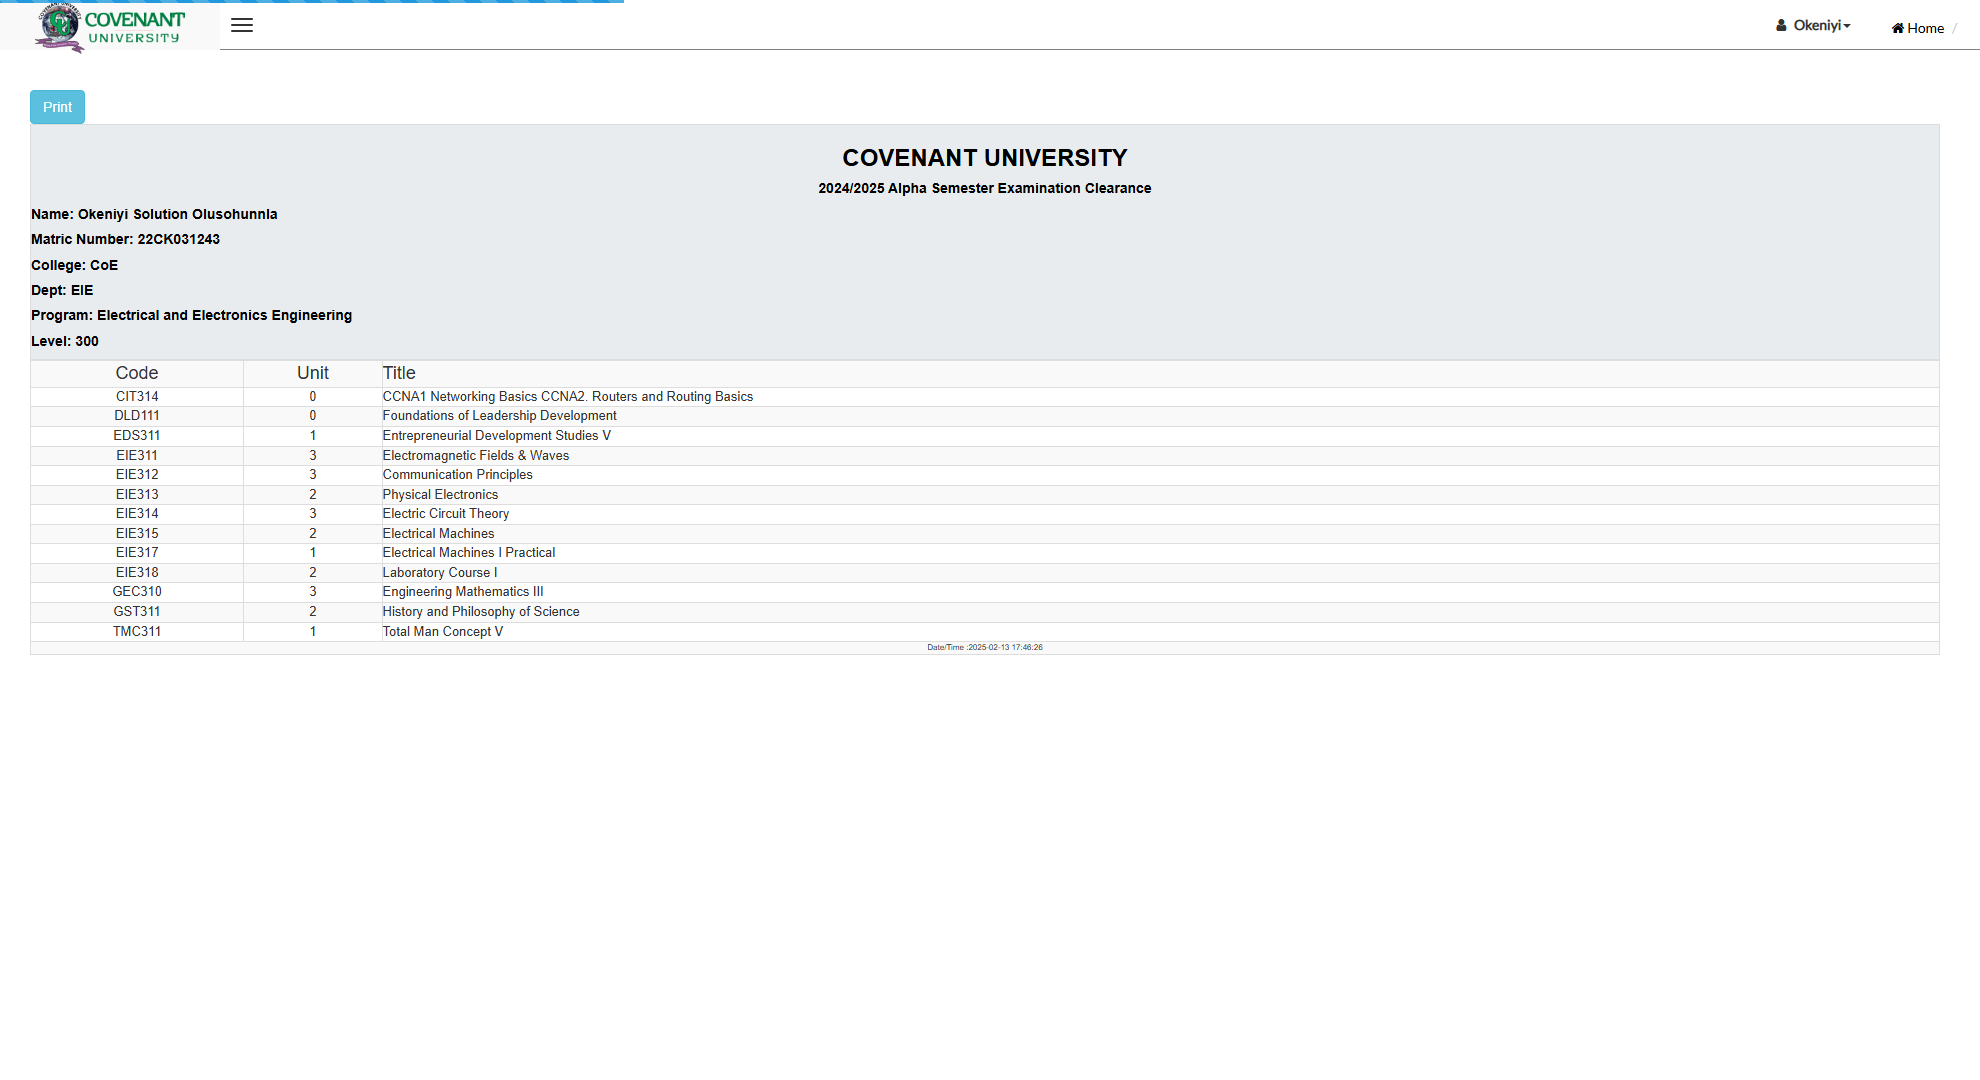 COVENANT
UNIVERSITY
Okeniyi
Home /
Print
COVENANT UNIVERSITY
2024/2025 Alpha Semester Examination Clearance
Name: Okeniyi Solution Olusohunnla
Matric Number: 22CK031243
College: CoE
Dept: EIE
Program: Electrical and Electronics Engineering
Level: 300
Code Unit Title
CIT314 0 CCNA1 Networking Basics CCNA2. Routers and Routing Basics
DLD111 0 Foundations of Leadership Development
EDS311 1 Entrepreneurial Development Studies V
EIE311 3 Electromagnetic Fields & Waves
EIE312 3 Communication Principles
EIE313 2 Physical Electronics
EIE314 3 Electric Circuit Theory
EIE315 2 Electrical Machines
EIE317 1 Electrical Machines I Practical
EIE318 2 Laboratory Course I
GEC310 3 Engineering Mathematics III
GST311 2 History and Philosophy of Science
TMC311 1 Total Man Concept V
Date/Time :2025-02-13 17:46:26